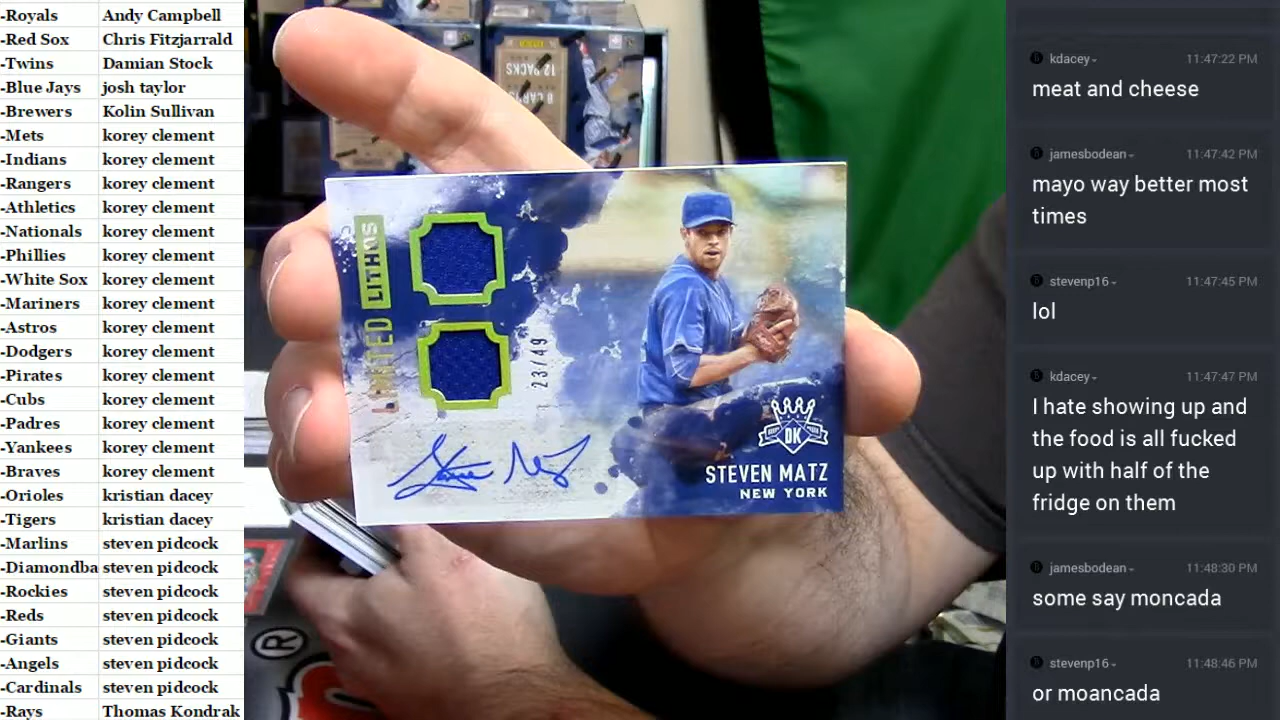 -Royals Andy Campbell
-Red Sox Chris Fitzjarrald
-Twins Damian Stock
-Blue Jays josh taylor
-Brewers Kolin Sullivan
-Mets korey clement
-Indians korey clement
-Rangers korey clement
-Athletics korey clement
-Nationals korey clement
-Phillies korey clement
-White Sox korey clement
-Mariners korey clement
-Astros korey clement
-Dodgers korey clement
-Pirates korey clement
-Cubs korey clement
-Padres korey clement
-Yankees korey clement
-Braves korey clement
-Orioles kristian dacey
-Tigers kristian dacey
-Marlins steven pidcock
-Diamondba steven pidcock
-Rockies steven pidcock
-Reds steven pidcock
-Giants steven pidcock
-Angels steven pidcock
-Cardinals steven pidcock
-Rays Thomas Kondrak
12 PACKS
LIMITED LITHOS
23/49
DK
STEVEN MATZ
NEW YORK
®
kdacey 11:47:22 PM
meat and cheese
jamesbodean 11:47:42 PM
mayo way better most
times
stevenp16 11:47:45 PM
lol
kdacey 11:47:47 PM
I hate showing up and
the food is all fucked
up with half of the
fridge on them
jamesbodean 11:48:30 PM
some say moncada
stevenp16 11:48:46 PM
or moancada